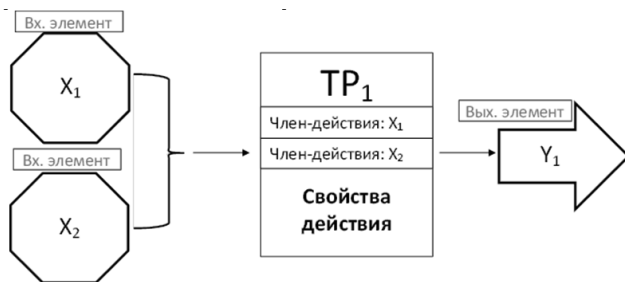 Вх. элемент
X₁
Вх. элемент
X₂
TP₁
Член-действия: X₁
Член-действия: X₂
Свойства
действия
Вых. элемент
Y₁